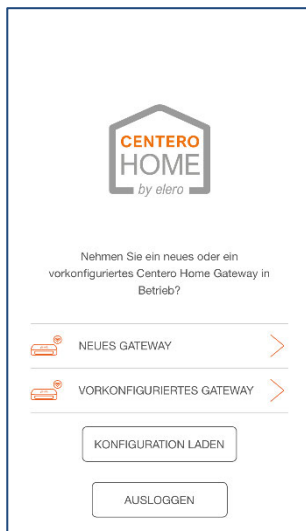 CENTERO
HOME
by elero
Nehmen Sie ein neues oder ein
vorkonfiguriertes Centero Home Gateway in
Betrieb?
NEUES GATEWAY
VORKONFIGURIERTES GATEWAY
KONFIGURATION LADEN
AUSLOGGEN